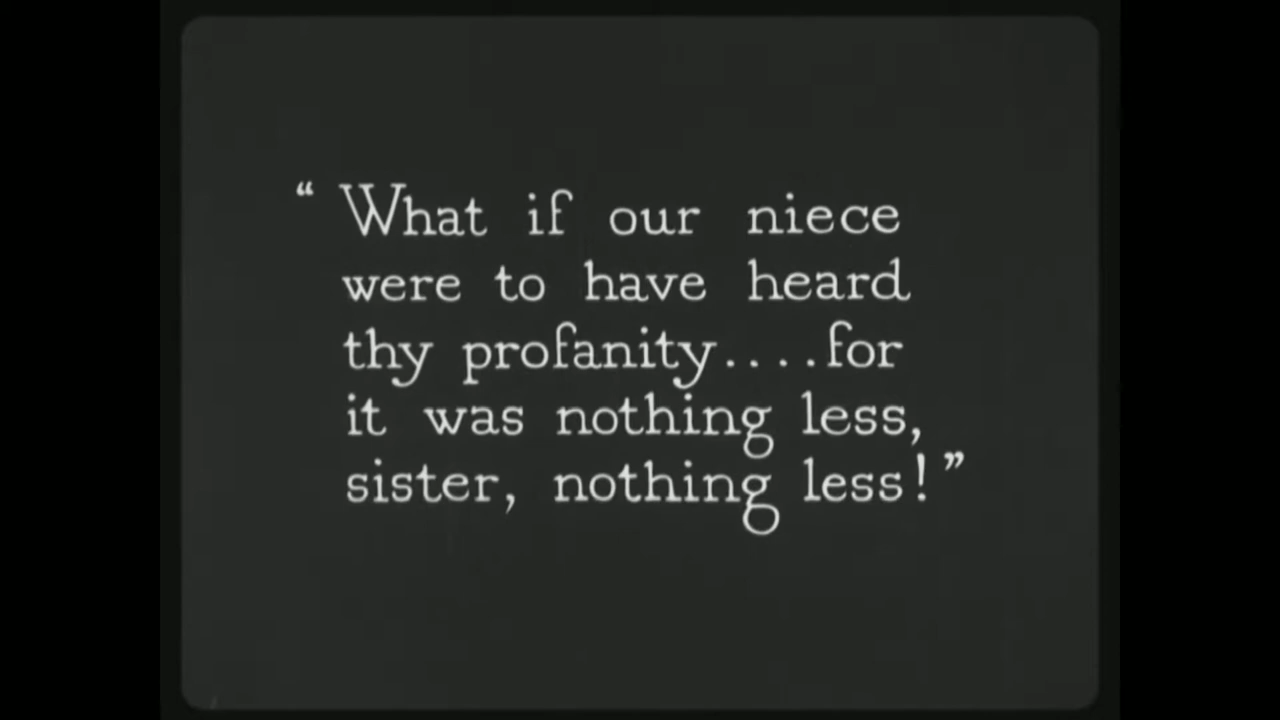 “ What if our niece
were to have heard
thy profanity....for
it was nothing less,
sister, nothing less! ”